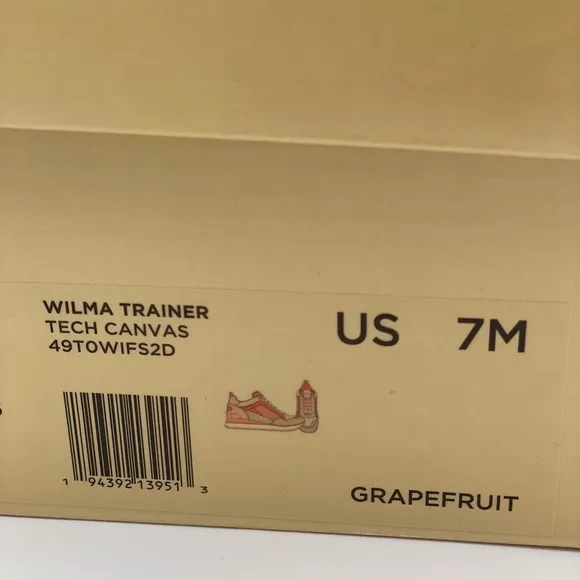 WILMA TRAINER
TECH CANVAS
49T0WIFS2D
US 7M
1 94392 13951 3
GRAPEFRUIT